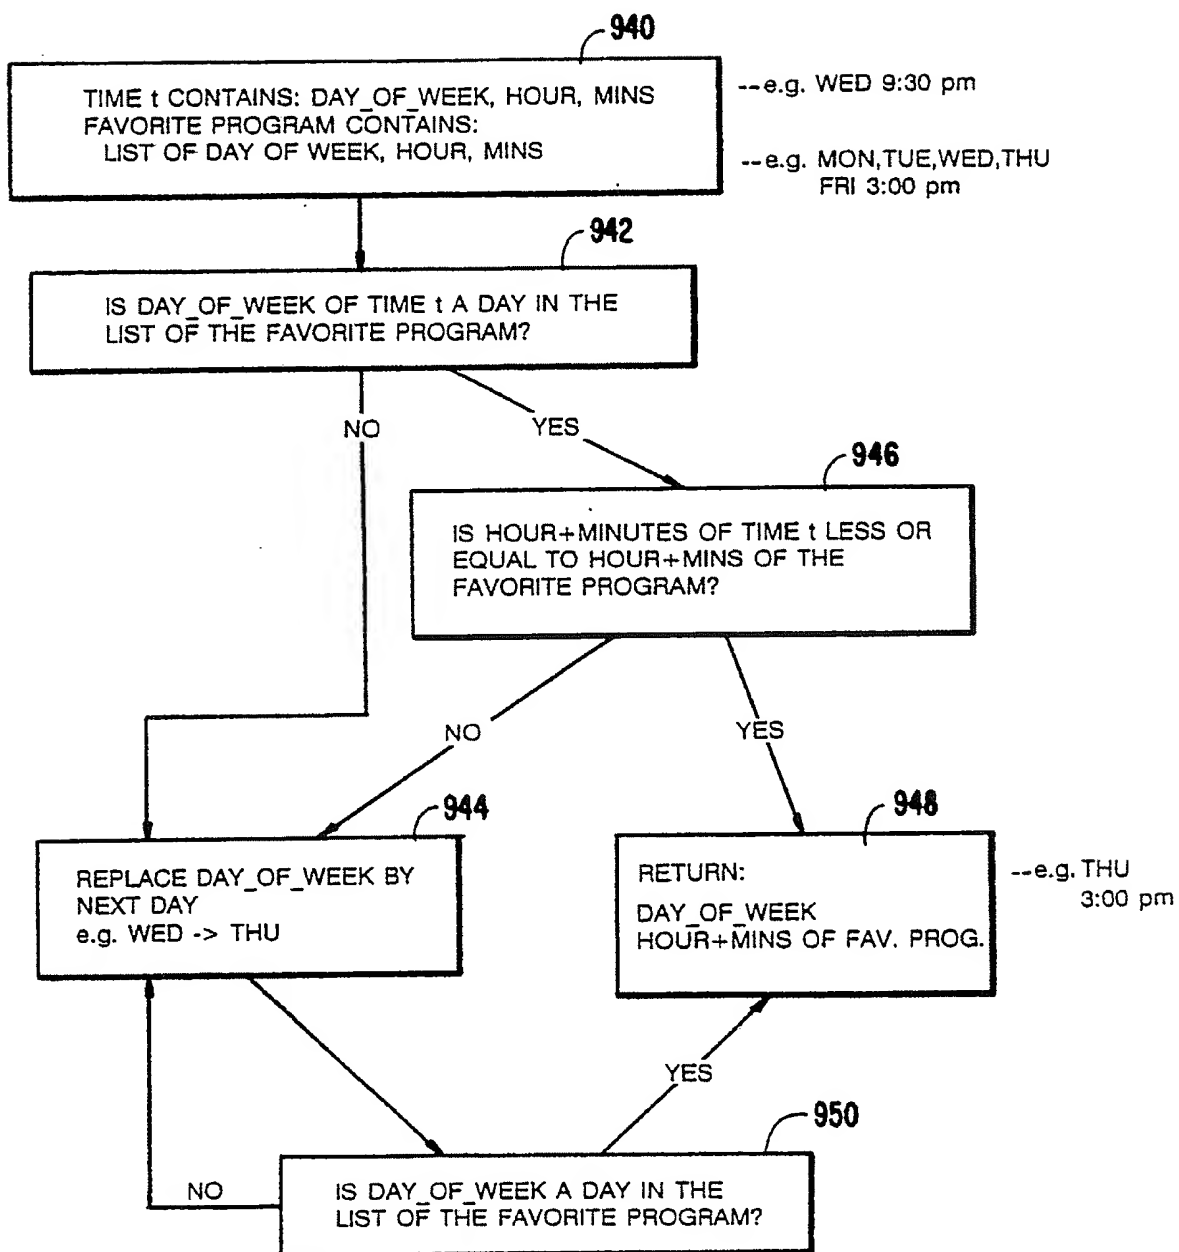 940
TIME t CONTAINS: DAY_OF_WEEK, HOUR, MINS
FAVORITE PROGRAM CONTAINS:
LIST OF DAY OF WEEK, HOUR, MINS
--e.g. WED 9:30 pm
--e.g. MON,TUE,WED,THU
FRI 3:00 pm
942
IS DAY_OF_WEEK OF TIME t A DAY IN THE
LIST OF THE FAVORITE PROGRAM?
NO
YES
946
IS HOUR+MINUTES OF TIME t LESS OR
EQUAL TO HOUR+MINS OF THE
FAVORITE PROGRAM?
NO
YES
944
REPLACE DAY_OF_WEEK BY
NEXT DAY
e.g. WED -> THU
948
RETURN:
DAY_OF_WEEK
HOUR+MINS OF FAV. PROG.
--e.g. THU
3:00 pm
YES
950
NO
IS DAY_OF_WEEK A DAY IN THE
LIST OF THE FAVORITE PROGRAM?